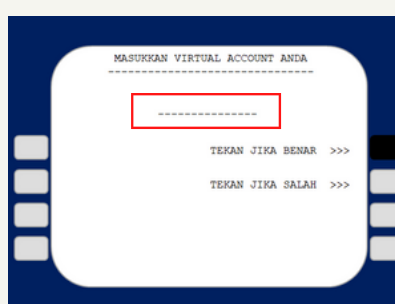 MASUKKAN VIRTUAL ACCOUNT ANDA
-------------------------------
---------------
TEKAN JIKA BENAR >>>
TEKAN JIKA SALAH >>>